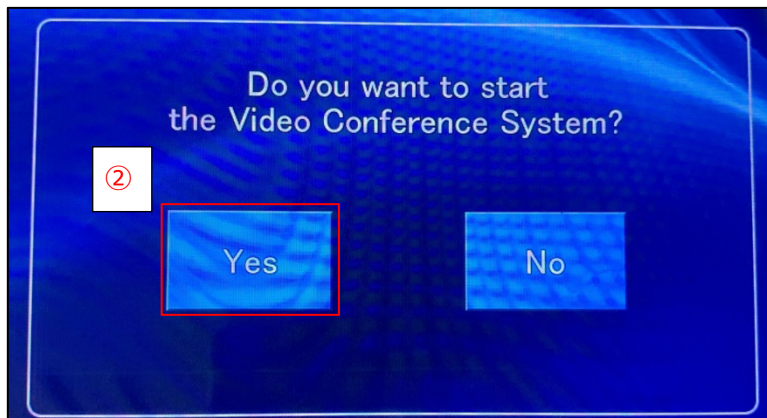 Do you want to start
the Video Conference System?
②
Yes
No